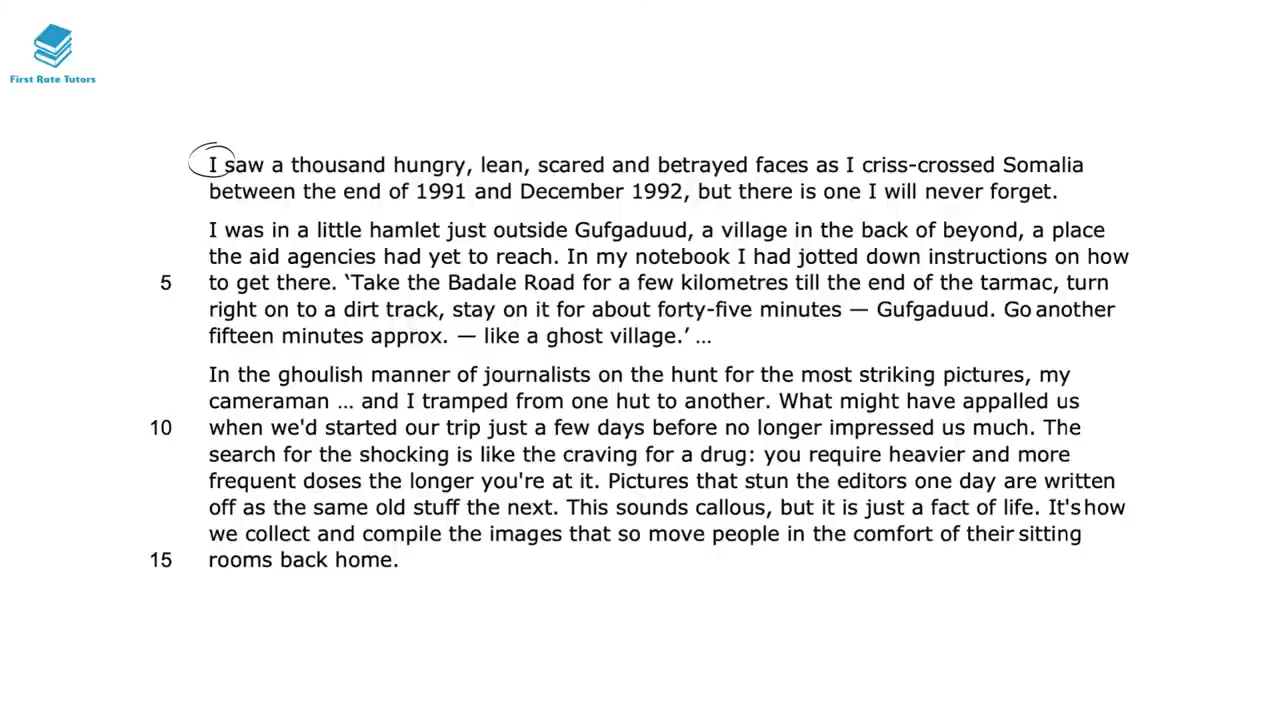 First Rate Tutors
I saw a thousand hungry, lean, scared and betrayed faces as I criss-crossed Somalia
between the end of 1991 and December 1992, but there is one I will never forget.
I was in a little hamlet just outside Gufgaduud, a village in the back of beyond, a place
the aid agencies had yet to reach. In my notebook I had jotted down instructions on how
5 to get there. ‘Take the Badale Road for a few kilometres till the end of the tarmac, turn
right on to a dirt track, stay on it for about forty-five minutes — Gufgaduud. Go another
fifteen minutes approx. — like a ghost village.’ ...
In the ghoulish manner of journalists on the hunt for the most striking pictures, my
cameraman ... and I tramped from one hut to another. What might have appalled us
10 when we'd started our trip just a few days before no longer impressed us much. The
search for the shocking is like the craving for a drug: you require heavier and more
frequent doses the longer you're at it. Pictures that stun the editors one day are written
off as the same old stuff the next. This sounds callous, but it is just a fact of life. It's how
we collect and compile the images that so move people in the comfort of their sitting
15 rooms back home.